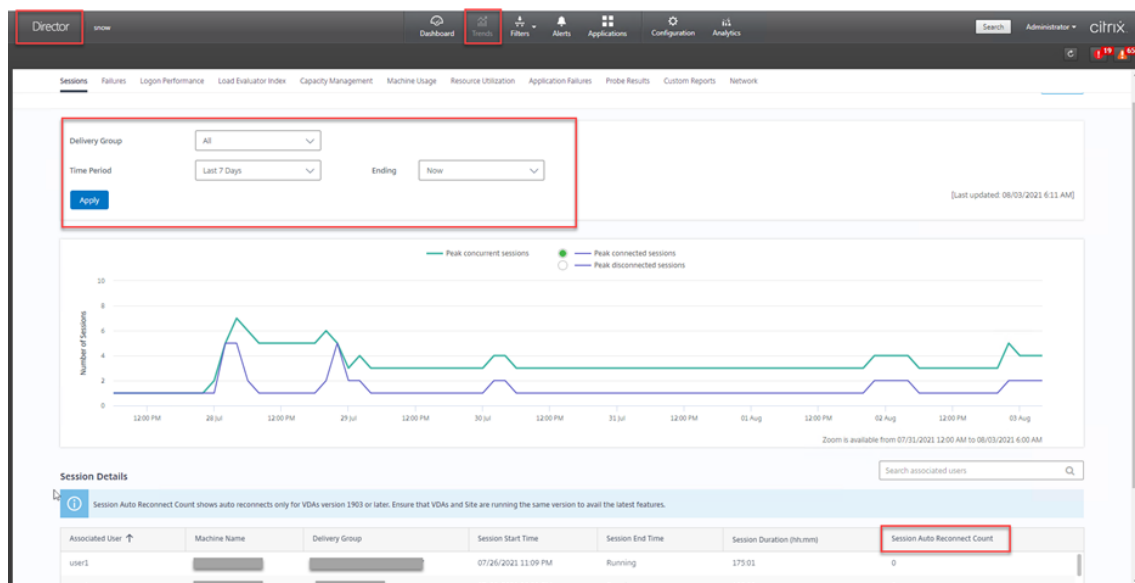 Director snow Dashboard Trends Filters Alerts Applications Configuration Analytics Search Administrator citrix
19 65
Sessions Failures Logon Performance Load Evaluator Index Capacity Management Machine Usage Resource Utilization Application Failures Probe Results Custom Reports Network
Delivery Group All
Time Period Last 7 Days Ending Now
Apply
[Last updated: 08/03/2021 6:11 AM]
Peak concurrent sessions Peak connected sessions
Peak disconnected sessions
Number of Sessions
10
8
6
4
2
0
12:00 PM 28 Jul 12:00 PM 29 Jul 12:00 PM 30 Jul 12:00 PM 31 Jul 12:00 PM 01 Aug 12:00 PM 02 Aug 12:00 PM 03 Aug
Zoom is available from 07/31/2021 12:00 AM to 08/03/2021 6:00 AM
Session Details Search associated users
Session Auto Reconnect Count shows auto reconnects only for VDAs version 1903 or later. Ensure that VDAs and Site are running the same version to avail the latest features.
Associated User Machine Name Delivery Group Session Start Time Session End Time Session Duration (hh:mm) Session Auto Reconnect Count
user1 07/26/2021 11:09 PM Running 175:01 0